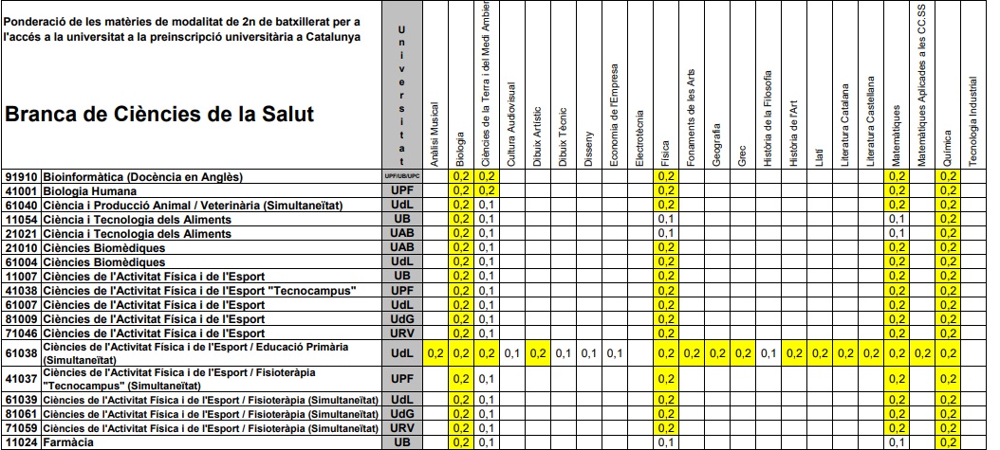 Ponderació de les matèries de modalitat de 2n de batxillerat per a
l'accés a la universitat a la preinscripció universitària a Catalunya
Branca de Ciències de la Salut
Universitat
Anàlisi Musical
Biologia
Ciències de la Terra i del Medi Ambien
Cultura Audiovisual
Dibuix Artístic
Dibuix Tècnic
Disseny
Economia de l'Empresa
Electrotècnia
Física
Fonaments de les Arts
Geografia
Grec
Història de la Filosofia
Història de l'Art
Llatí
Literatura Catalana
Literatura Castellana
Matemàtiques
Matemàtiques Aplicades a les CC.SS
Química
Tecnologia Industrial
91910 Bioinformàtica (Docència en Anglès) UPF/UB/UPC 0,2 0,2 0,2 0,2 0,2
41001 Biologia Humana UPF 0,2 0,2 0,2 0,2 0,2
61040 Ciència i Producció Animal / Veterinària (Simultaneïtat) UdL 0,2 0,1 0,2 0,2 0,2
11054 Ciència i Tecnologia dels Aliments UB 0,2 0,1 0,1 0,1 0,2
21021 Ciència i Tecnologia dels Aliments UAB 0,2 0,1 0,1 0,1 0,2
21010 Ciències Biomèdiques UAB 0,2 0,1 0,2 0,2 0,2
61004 Ciències Biomèdiques UdL 0,2 0,1 0,2 0,2 0,2
11007 Ciències de l'Activitat Física i de l'Esport UB 0,2 0,1 0,2 0,2 0,2
41038 Ciències de l'Activitat Física i de l'Esport "Tecnocampus" UPF 0,2 0,1 0,2 0,2 0,2
61007 Ciències de l'Activitat Física i de l'Esport UdL 0,2 0,1 0,2 0,2 0,2
81009 Ciències de l'Activitat Física i de l'Esport UdG 0,2 0,1 0,2 0,2 0,2
71046 Ciències de l'Activitat Física i de l'Esport URV 0,2 0,1 0,2 0,2 0,2
61038 Ciències de l'Activitat Física i de l'Esport / Educació Primària
(Simultaneïtat) UdL 0,2 0,2 0,2 0,1 0,2 0,1 0,1 0,1 0,2 0,2 0,2 0,2 0,1 0,2 0,2 0,2 0,2 0,2 0,2 0,2
41037 Ciències de l'Activitat Física i de l'Esport / Fisioteràpia
"Tecnocampus" (Simultaneïtat) UPF 0,2 0,1 0,2 0,2 0,2
61039 Ciències de l'Activitat Física i de l'Esport / Fisioteràpia (Simultaneïtat) UdL 0,2 0,1 0,2 0,2 0,2
81061 Ciències de l'Activitat Física i de l'Esport / Fisioteràpia (Simultaneïtat) UdG 0,2 0,1 0,2 0,2 0,2
71059 Ciències de l'Activitat Física i de l'Esport / Fisioteràpia (Simultaneïtat) URV 0,2 0,1 0,2 0,2 0,2
11024 Farmàcia UB 0,2 0,1 0,1 0,1 0,2